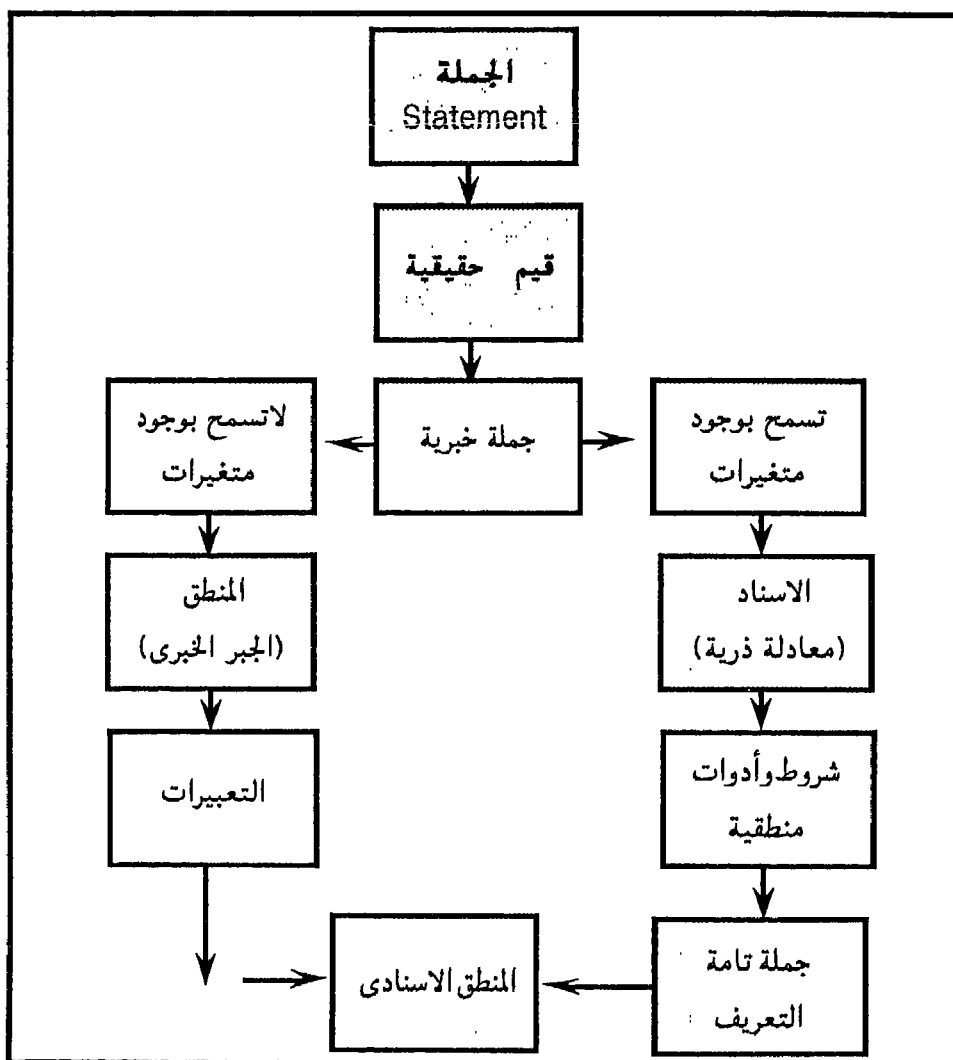 الجملة
Statement
قيم حقيقية
جملة خبرية
تسمح بوجود
متغيرات
لاتسمح بوجود
متغيرات
الاسناد
(معادلة ذرية)
المنطق
(الجبر الخبرى)
شروط وأدوات
منطقية
التعبيرات
جملة تامة
التعريف
المنطق الاسنادى